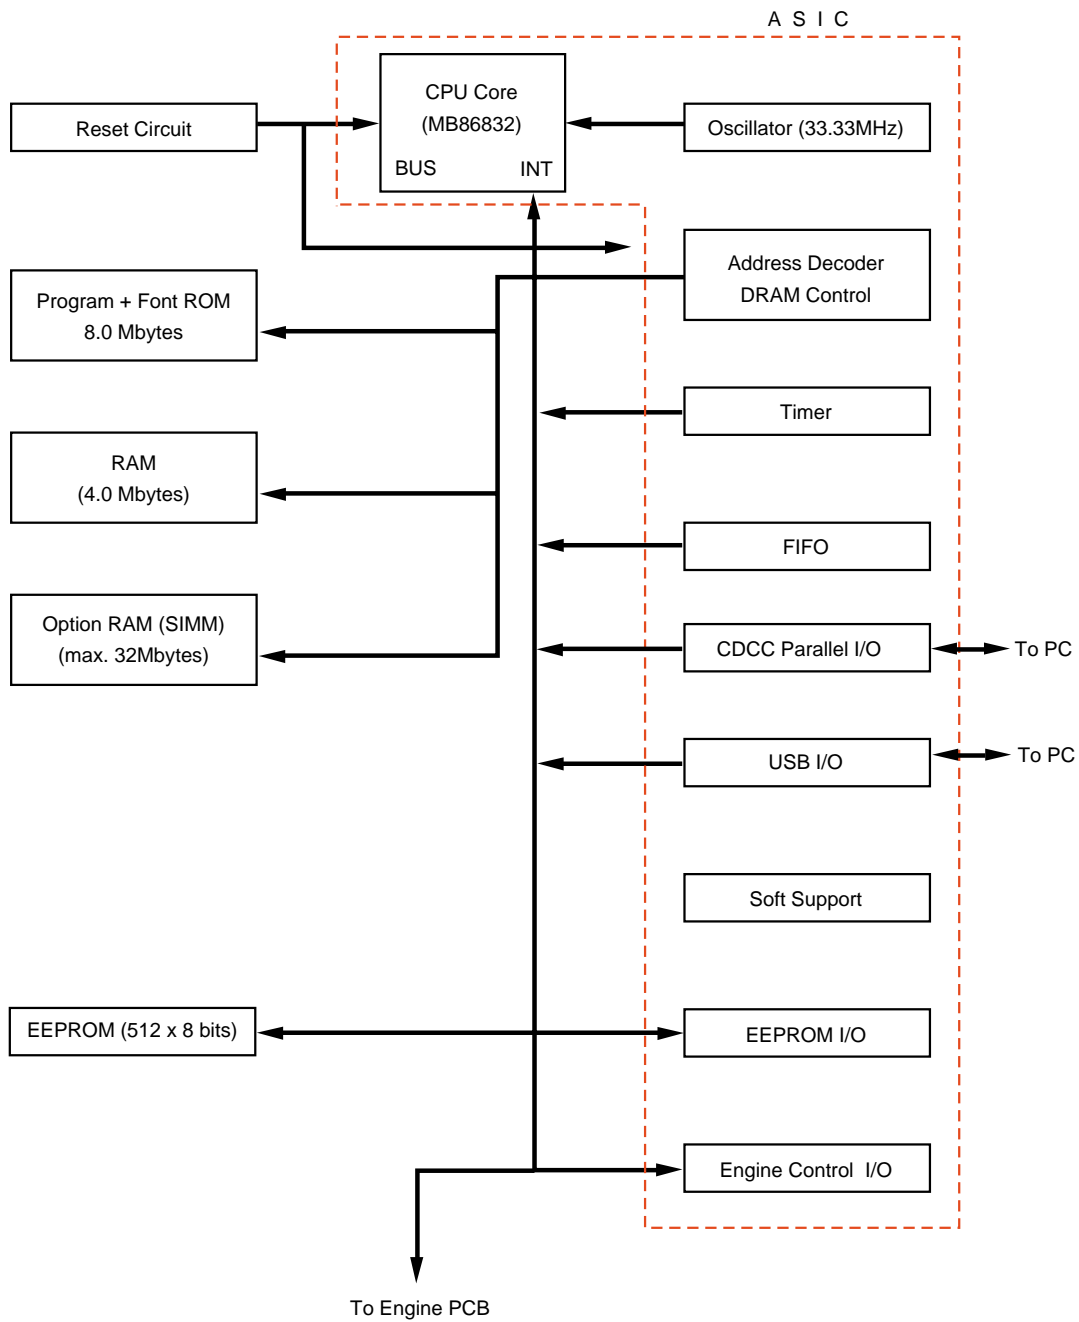 A S I C
CPU Core
(MB86832)
BUS INT
Reset Circuit
Oscillator (33.33MHz)
Address Decoder
DRAM Control
Program + Font ROM
8.0 Mbytes
Timer
RAM
(4.0 Mbytes)
FIFO
Option RAM (SIMM)
(max. 32Mbytes)
CDCC Parallel I/O
To PC
USB I/O
To PC
Soft Support
EEPROM (512 x 8 bits)
EEPROM I/O
Engine Control I/O
To Engine PCB